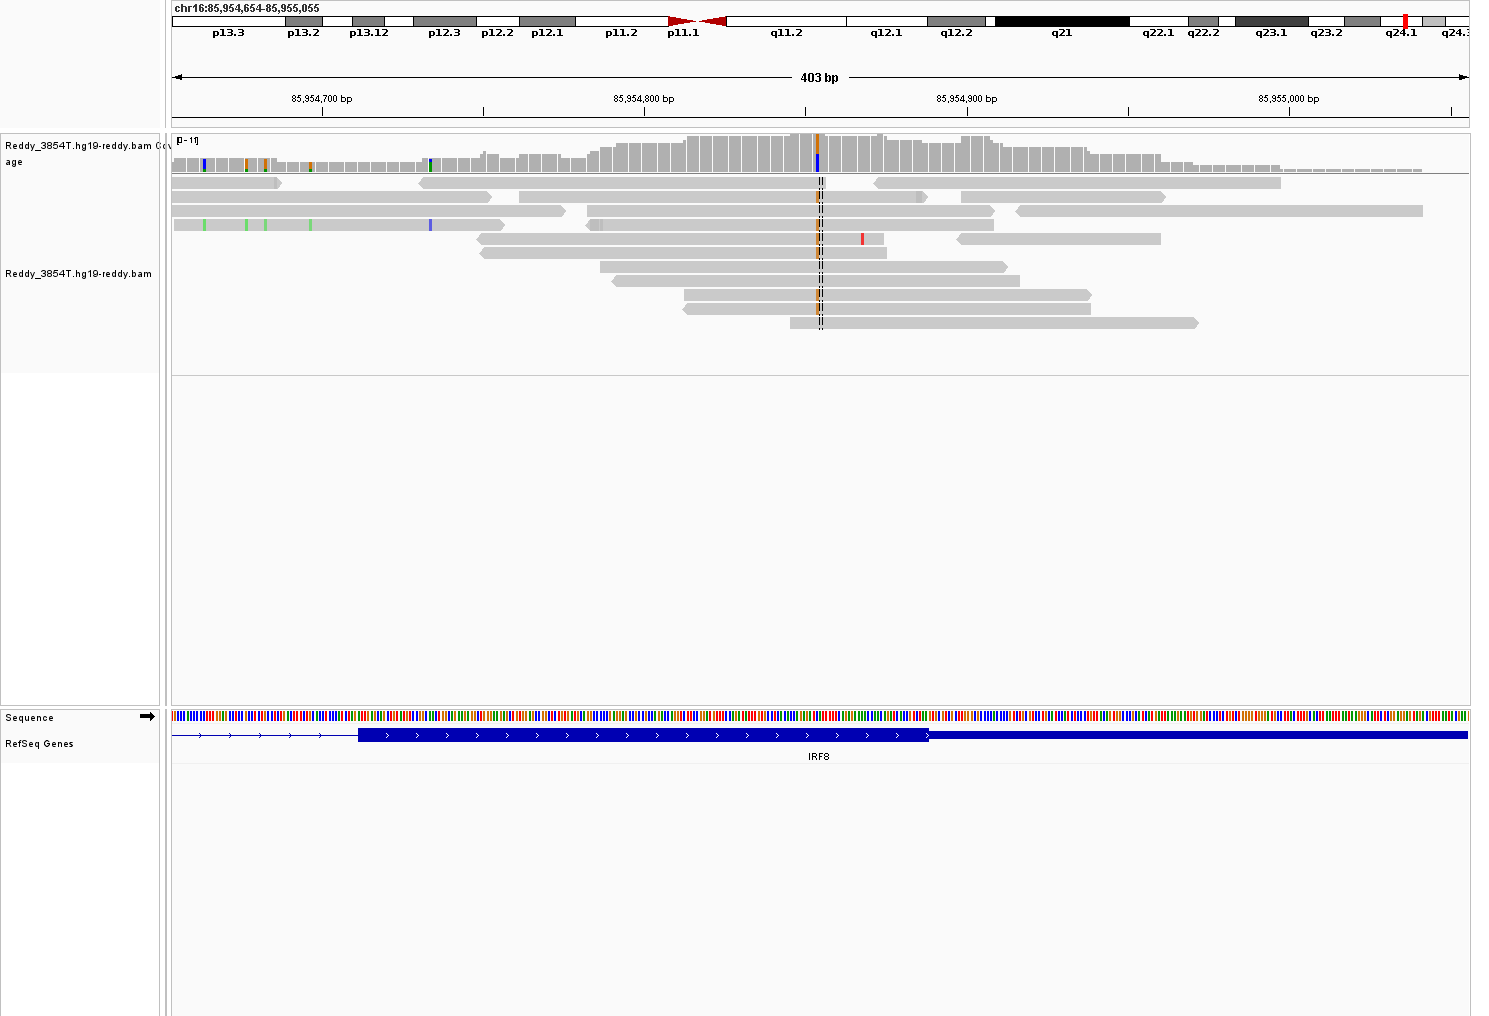 chr16:85,954,654-85,955,055
p13.3 p13.2 p13.12 p12.3 p12.2 p12.1 p11.2 p11.1 q11.2 q12.1 q12.2 q21 q22.1 q22.2 q23.1 q23.2 q24.1 q24.3
403 bp
85,954,700 bp 85,954,800 bp 85,954,900 bp 85,955,000 bp
Reddy_3854T.hg19-reddy.bam Cov
age
[0 - 11]
Reddy_3854T.hg19-reddy.bam
Sequence
RefSeq Genes
IRF8